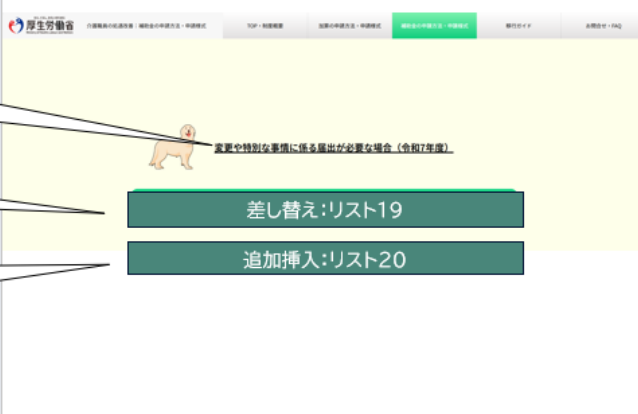 厚生労働省
介護職員の処遇改善：補助金の申請方法・申請様式
TOP・制度概要
加算の申請方法・申請様式
補助金の申請方法・申請様式
移行ガイド
お問合せ・FAQ
変更や特別な事情に係る届出が必要な場合（令和7年度）
差し替え：リスト19
追加挿入：リスト20